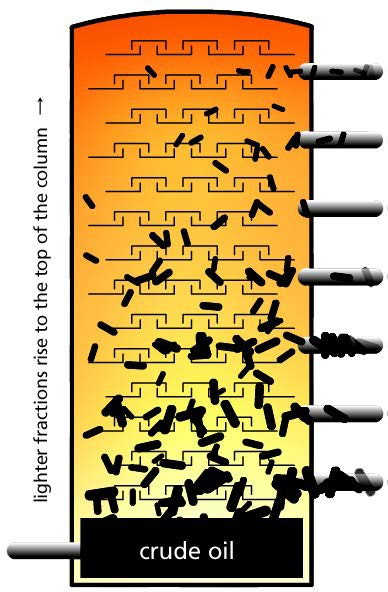 lighter fractions rise to the top of the column →
crude oil